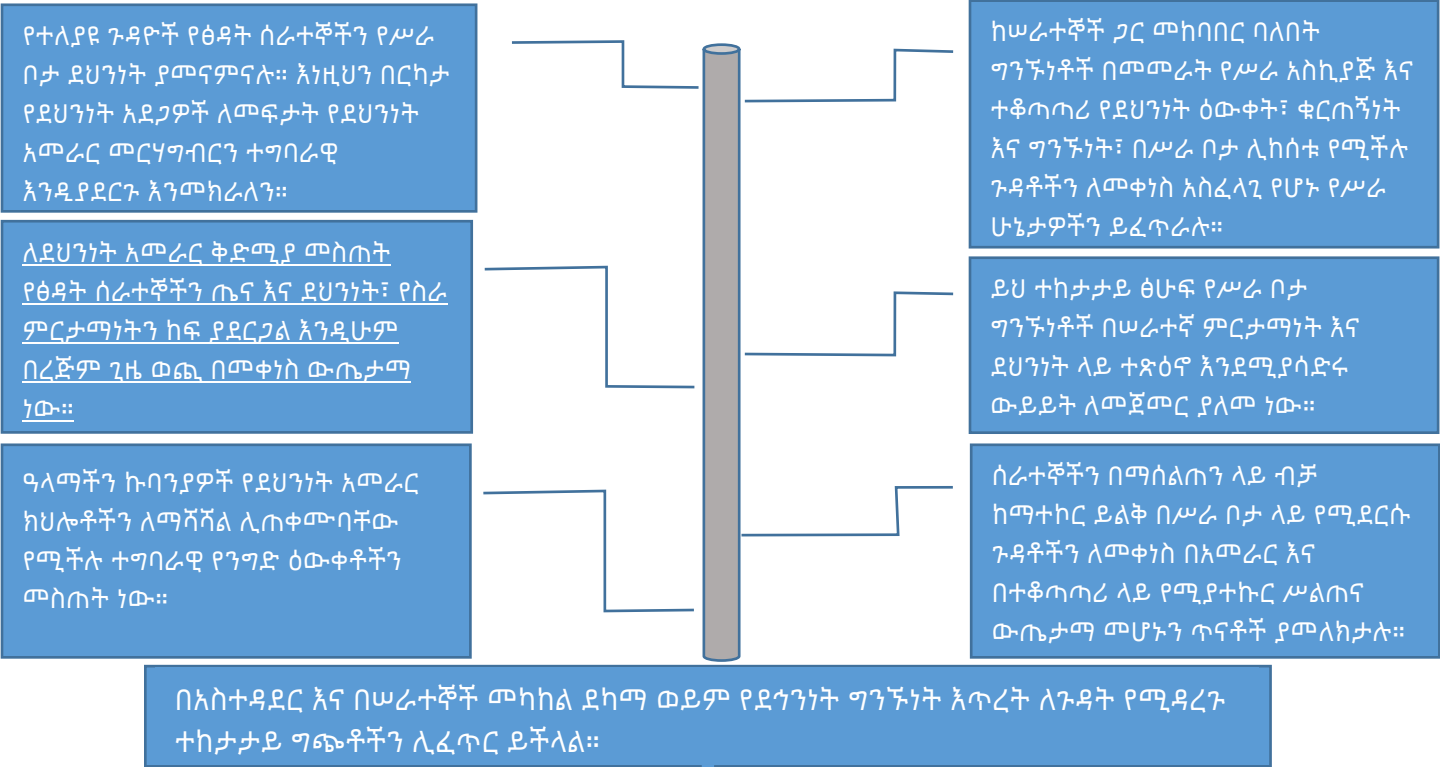 የተለያዩ ጉዳዮች የፅዳት ሰራተኞችን የሥራ
ቦታ ደህንነት ያመናምናሉ። እነዚህን በርካታ
የደህንነት አደጋዎች ለመፍታት የደህንነት
አመራር መርሃግብርን ተግባራዊ
እንዲያደርጉ እንመክራለን።
ለደህንነት አመራር ቅድሚያ መስጠት
የፅዳት ሰራተኞችን ጤና እና ደህንነት፣ የስራ
ምርታማነትን ከፍ ያደርጋል እንዲሁም
በረጅም ጊዜ ወጪ በመቀነስ ውጤታማ
ነው።
ዓላማችን ኩባንያዎች የደህንነት አመራር
ክህሎቶችን ለማሻሻል ሊጠቀሙባቸው
የሚችሉ ተግባራዊ የንግድ ዕውቀቶችን
መስጠት ነው።
ከሠራተኞች ጋር መከባበር ባለበት
ግንኙነቶች በመመራት የሥራ አስኪያጅ እና
ተቆጣጣሪ የደህንነት ዕውቀት፣ ቁርጠኝነት
እና ግንኙነት፣ በሥራ ቦታ ሊከሰቱ የሚችሉ
ጉዳቶችን ለመቀነስ አስፈላጊ የሆኑ የሥራ
ሁኔታዎችን ይፈጥራሉ።
ይህ ተከታታይ ፅሁፍ የሥራ ቦታ
ግንኙነቶች በሠራተኛ ምርታማነት እና
ደህንነት ላይ ተጽዕኖ እንደሚያሳድሩ
ውይይት ለመጀመር ያለመ ነው።
ሰራተኞችን በማሰልጠን ላይ ብቻ
ከማተኮር ይልቅ በሥራ ቦታ ላይ የሚደርሱ
ጉዳቶችን ለመቀነስ በአመራር እና
በተቆጣጣሪ ላይ የሚያተኩር ሥልጠና
ውጤታማ መሆኑን ጥናቶች ያመለክታሉ።
በአስተዳደር እና በሠራተኞች መካከል ደካማ ወይም የደኅንነት ግንኙነት እጥረት ለጉዳት የሚዳረጉ
ተከታታይ ግጭቶችን ሊፈጥር ይችላል።